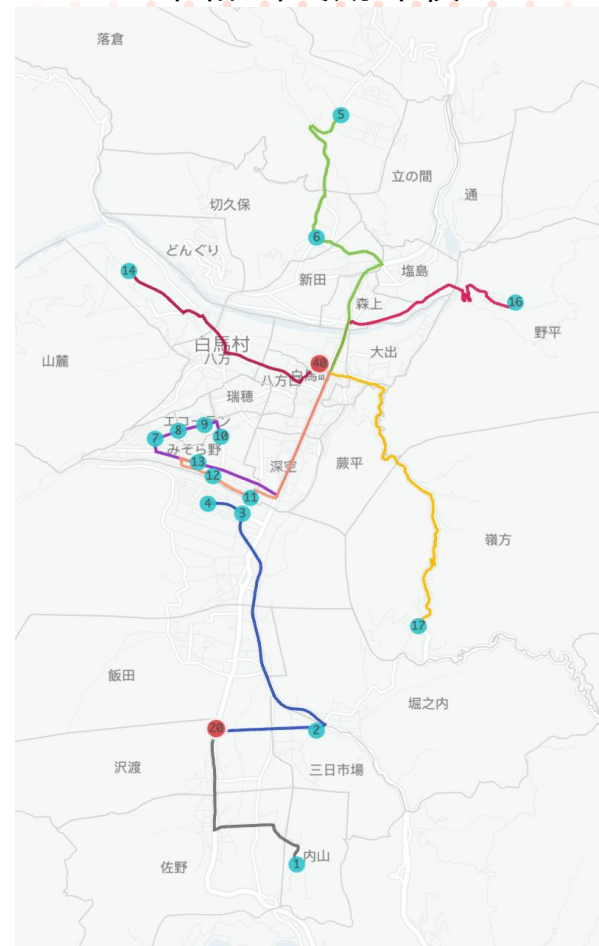 落倉
5
立の間
通
切久保
6
どんぐり
14
新田
塩島
森上
16
野平
白馬村
八方
大出
山麓
40
瑞穂
エコーラン
9
8
7
10
みそら野
13
深空
蕨平
12
11
4
3
嶺方
17
飯田
堀之内
20
2
沢渡
三日市場
佐野
内山
1